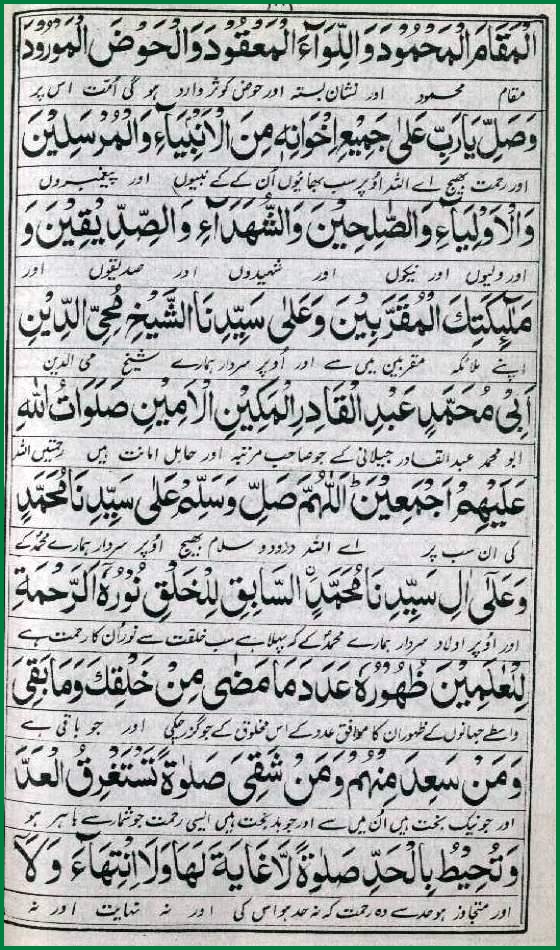 الْمَقَامِ الْمَحْمُوْدِ وَاللِّوَآءِ الْمَعْقُوْدِ وَالْحَوْضِ الْمَوْرُوْدِ
مقام محمود اور نشان بستہ اور حوض کوثر وارد ہو گی اُمّت اس پر
وَصَلِّ يَارَبِّ عَلٰى جَمِيْعِ اِخْوَانِهٖ مِنَ الْاَنْبِيَآءِ وَالْمُرْسَلِيْنَ
اور رحمت بھیج اے اللہ اُوپر سب بھائیوں اُن کے کے نبیوں اور پیغمبروں
وَالْاَوْلِيَآءِ وَالصّٰلِحِيْنَ وَالشُّهَدَآءِ وَالصِّدِّيْقِيْنَ وَ
اور ولیوں اور نیکوں اور شہیدوں اور صدیقوں اور
مَلٰٓئِكَتِكَ الْمُقَرَّبِيْنَ وَعَلٰى سَيِّدِنَا الشَّيْخِ مُحْيِ الدِّيْنِ
اپنے ملائکہ مقربین میں سے اور اُوپر سردار ہمارے شیخ محی الدین
اَبِىْ مُحَمَّدٍ عَبْدِ الْقَادِرِ الْمَكِيْنِ الْاَمِيْنِ صَلَوَاتُ اللّٰهِ
ابو محمد عبدالقادر جیلانی کے جو صاحب مرتبہ اور حامل امانت ہیں رحمتیں اللہ
عَلَيْهِمْ اَجْمَعِيْنَ اَللّٰهُمَّ صَلِّ وَسَلِّمْ عَلٰى سَيِّدِنَا مُحَمَّدٍ
کی ان سب پر اے اللہ درود و سلام بھیج اُوپر سردار ہمارے محمدؐ کے
وَعَلٰى اٰلِ سَيِّدِنَا مُحَمَّدِ ۨالسَّابِقِ لِلْخَلْقِ نُوْرُهٗ الرَّحْمَةِ
اور اُوپر اولاد سردار ہمارے محمدؐ کے کہ پہلا ہے سب خلقت سے نور اُن کا رحمت ہے
لِلْعٰلَمِيْنَ ظُهُوْرُهٗ عَدَدَ مَا مَضٰى مِنْ خَلْقِكَ وَمَا بَقِىَ
واسطے جہانوں کے ظہور ان کا موافق عدد کے اس مخلوق کے جو گزر چکی اور جو باقی ہے
وَمَنْ سَعِدَ مِنْهُمْ وَمَنْ شَقِىَ صَلٰوةً تَسْتَغْرِقُ الْعَدَّ
اور جو نیک بخت ہیں اُن میں سے اور جو بدبخت ہیں ایسی رحمت جو شمار سے باہر ہو
وَتُحِيْطُ بِالْحَدِّ صَلٰوةً لَّا غَايَةَ لَهَا وَلَا انْتِهَآءَ وَلَآ
اور متجاوز ہو حد سے وہ رحمت کہ نہ حد ہو اس کی اور نہ نہایت اور نہ